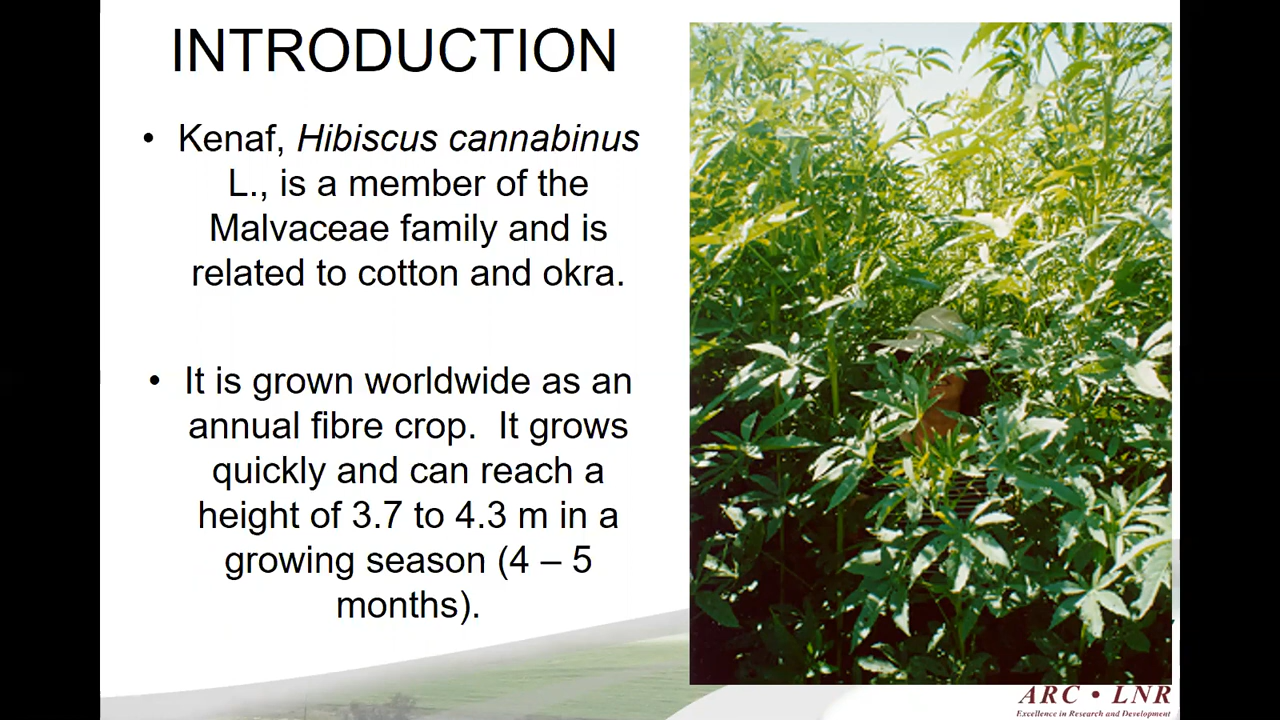 INTRODUCTION
• Kenaf, Hibiscus cannabinus
L., is a member of the
Malvaceae family and is
related to cotton and okra.
• It is grown worldwide as an
annual fibre crop.  It grows
quickly and can reach a
height of 3.7 to 4.3 m in a
growing season (4 – 5
months).
ARC • LNR
Excellence in Research and Development